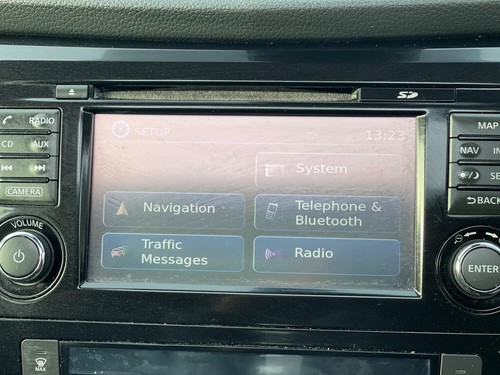 SD
RADIO
CD AUX
CAMERA
VOLUME
MAX
SETUP 13:23
System
Navigation
Telephone &
Bluetooth
Traffic
Messages
Radio
MAP
NAV
BACK
ENTER